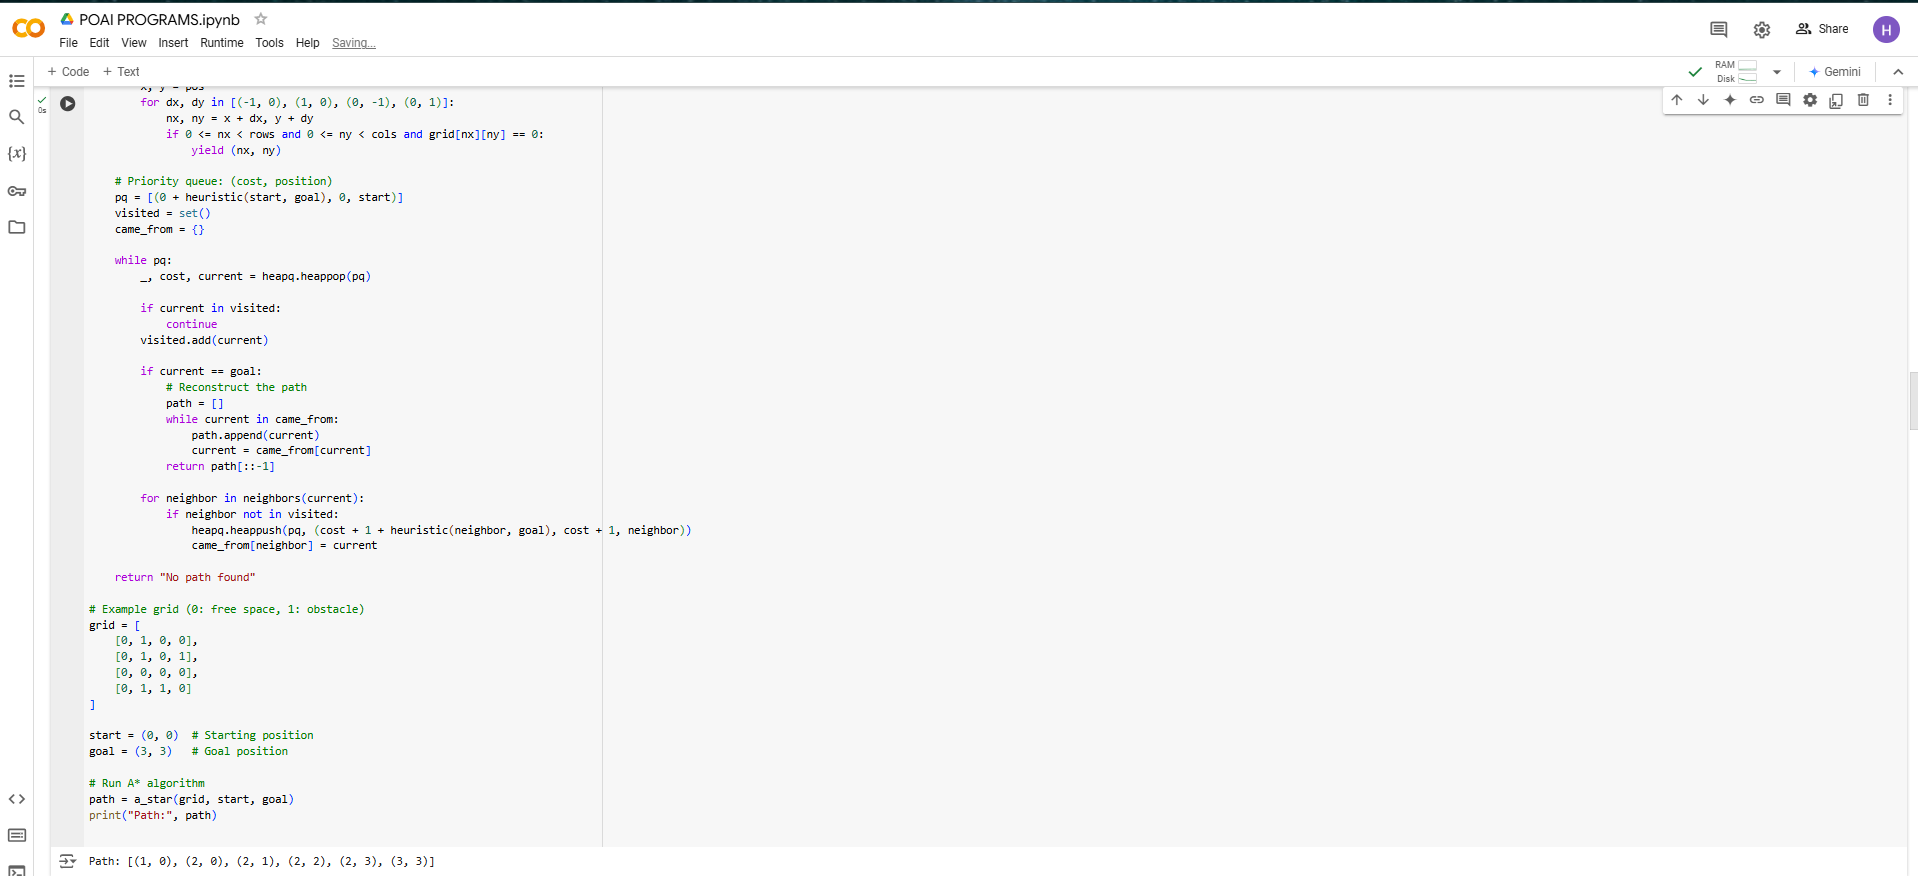 POAI PROGRAMS.ipynb
File Edit View Insert Runtime Tools Help Saving...
Share
H
+ Code + Text
RAM
Disk
Gemini
0s
{x}
x, y = pos
    for dx, dy in [(-1, 0), (1, 0), (0, -1), (0, 1)]:
        nx, ny = x + dx, y + dy
        if 0 <= nx < rows and 0 <= ny < cols and grid[nx][ny] == 0:
            yield (nx, ny)
# Priority queue: (cost, position)
pq = [(0 + heuristic(start, goal), 0, start)]
visited = set()
came_from = {}
while pq:
    _, cost, current = heapq.heappop(pq)
    if current in visited:
        continue
    visited.add(current)
    if current == goal:
        # Reconstruct the path
        path = []
        while current in came_from:
            path.append(current)
            current = came_from[current]
        return path[::-1]
    for neighbor in neighbors(current):
        if neighbor not in visited:
            heapq.heappush(pq, (cost + 1 + heuristic(neighbor, goal), cost + 1, neighbor))
            came_from[neighbor] = current
return "No path found"
# Example grid (0: free space, 1: obstacle)
grid = [
    [0, 1, 0, 0],
    [0, 1, 0, 1],
    [0, 0, 0, 0],
    [0, 1, 1, 0]
]
start = (0, 0)  # Starting position
goal = (3, 3)   # Goal position
# Run A* algorithm
path = a_star(grid, start, goal)
print("Path:", path)
Path: [(1, 0), (2, 0), (2, 1), (2, 2), (2, 3), (3, 3)]